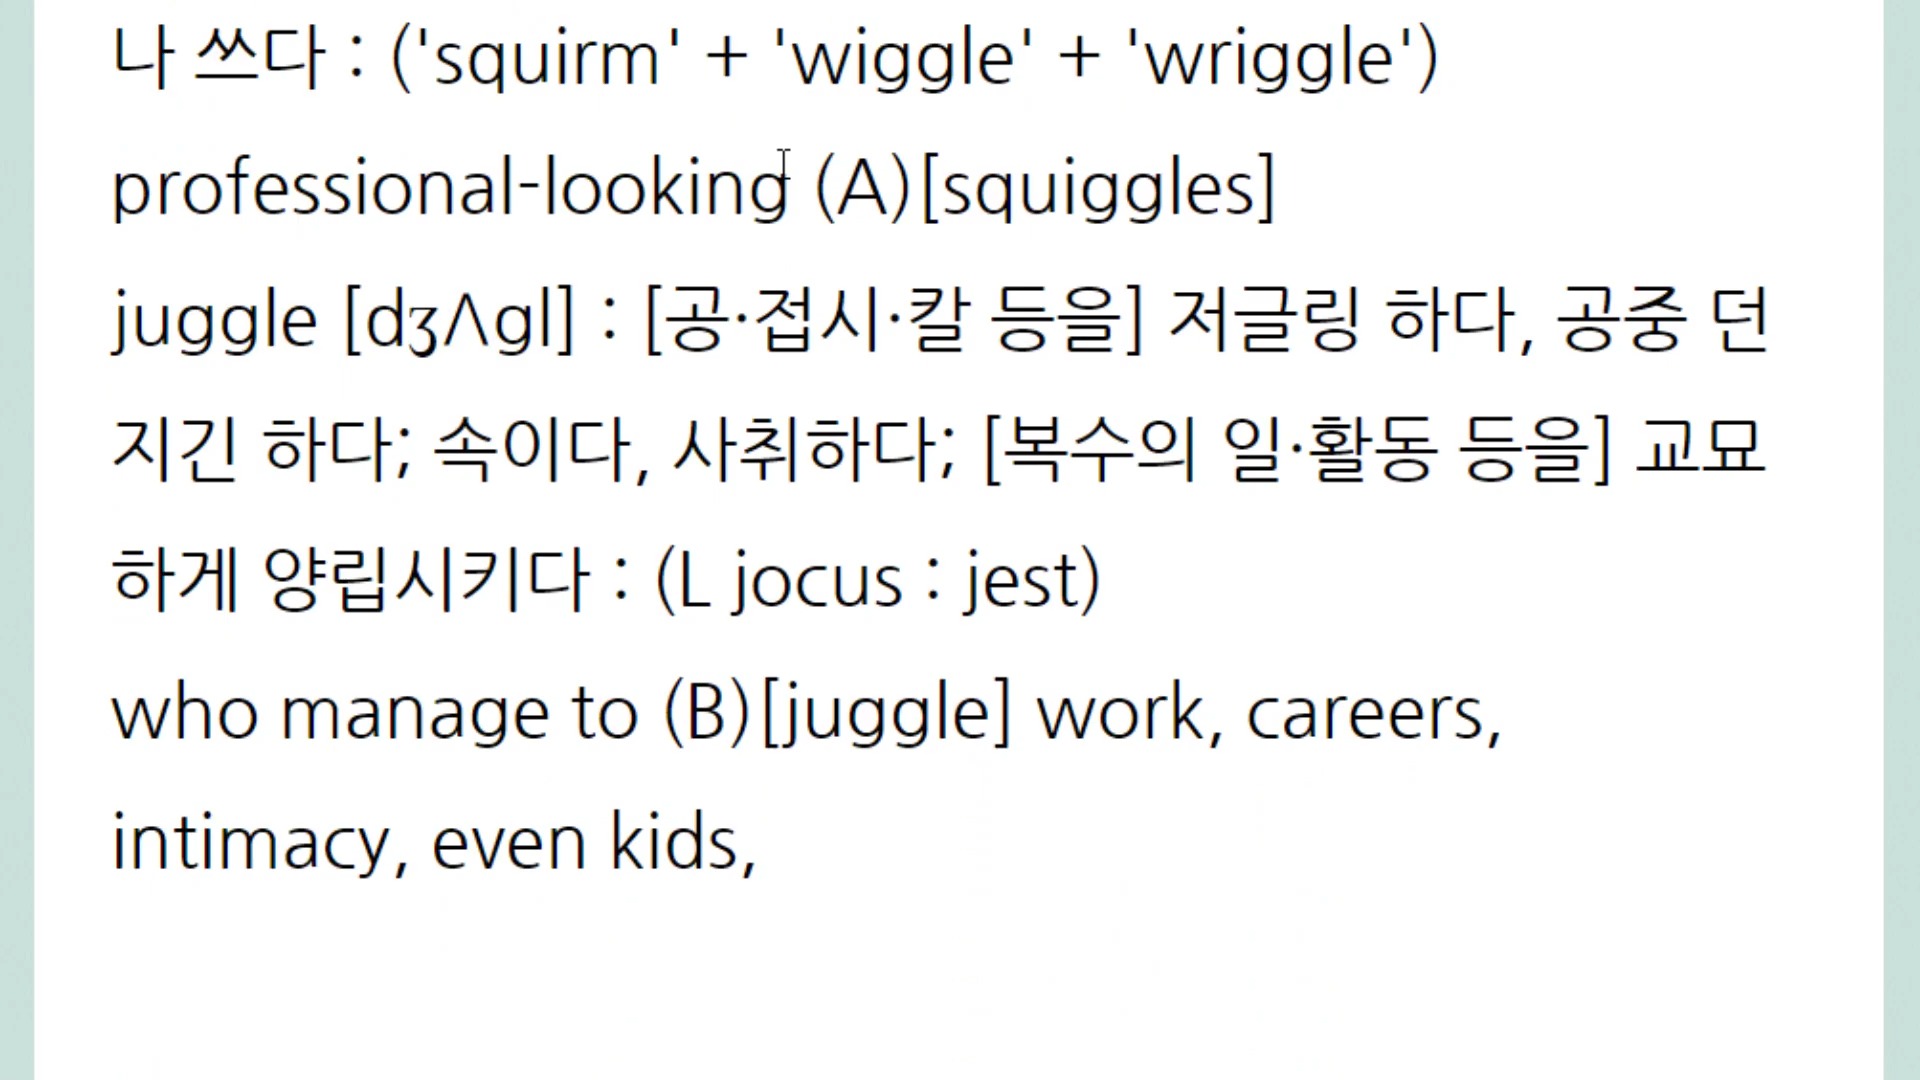 나 쓰다 : ('squirm' + 'wiggle' + 'wriggle')
professional-looking (A)[squiggles]
juggle [dʒΛgl] : [공·접시·칼 등을] 저글링 하다, 공중 던
지긴 하다; 속이다, 사취하다; [복수의 일·활동 등을] 교묘
하게 양립시키다 : (L jocus : jest)
who manage to (B)[juggle] work, careers,
intimacy, even kids,